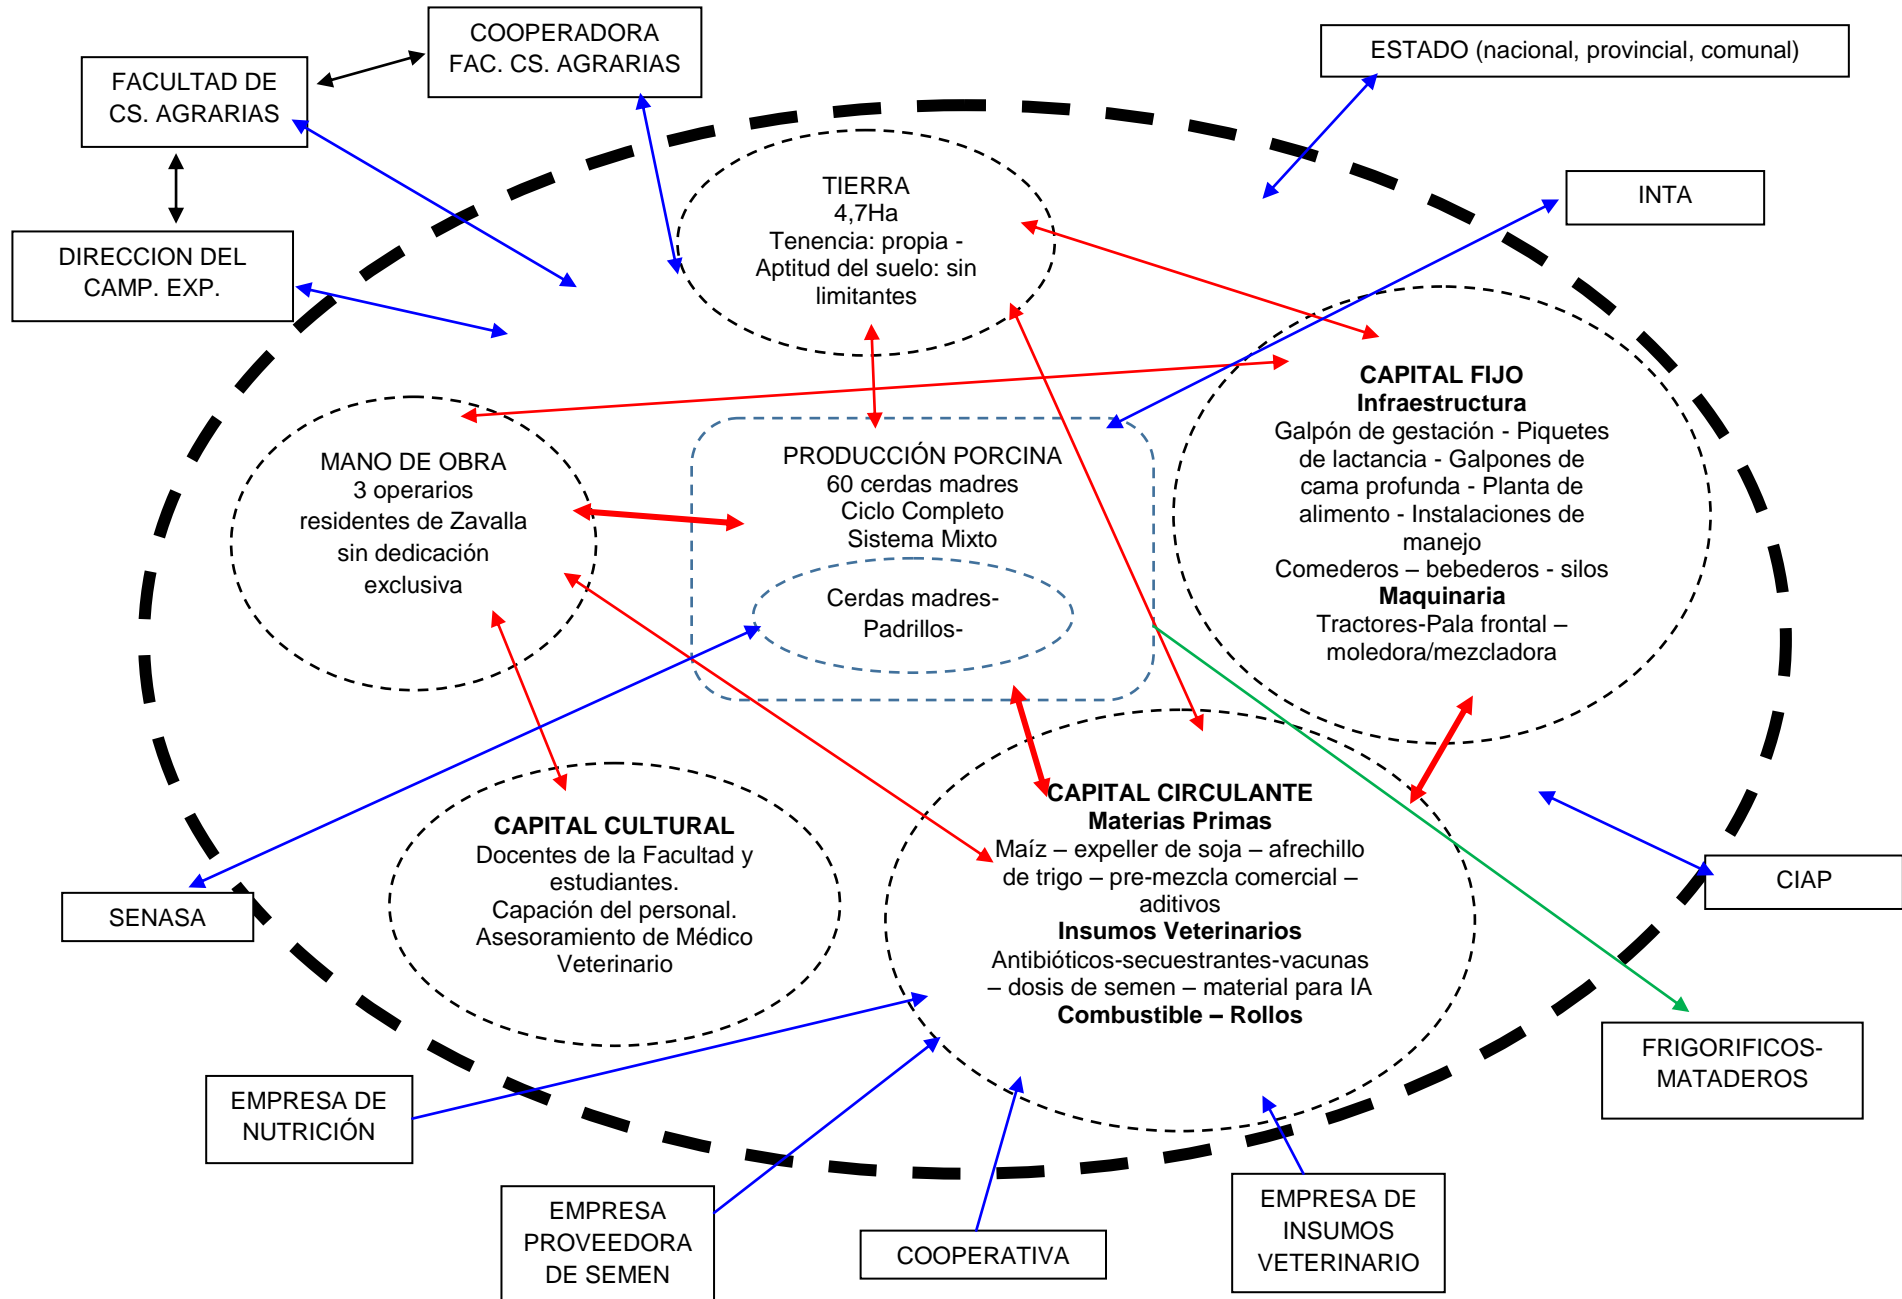 COOPERADORA
FAC. CS. AGRARIAS
ESTADO (nacional, provincial, comunal)
FACULTAD DE
CS. AGRARIAS
INTA
DIRECCION DEL
CAMP. EXP.
TIERRA
4,7Ha
Tenencia: propia -
Aptitud del suelo: sin
limitantes
CAPITAL FIJO
Infraestructura
Galpón de gestación - Piquetes
de lactancia - Galpones de
cama profunda - Planta de
alimento - Instalaciones de
manejo
Comederos – bebederos - silos
Maquinaria
Tractores-Pala frontal –
moledora/mezcladora
MANO DE OBRA
3 operarios
residentes de Zavalla
sin dedicación
exclusiva
PRODUCCIÓN PORCINA
60 cerdas madres
Ciclo Completo
Sistema Mixto
Cerdas madres-
Padrillos-
CAPITAL CULTURAL
Docentes de la Facultad y
estudiantes.
Capación del personal.
Asesoramiento de Médico
Veterinario
CAPITAL CIRCULANTE
Materias Primas
Maíz – expeller de soja – afrechillo
de trigo – pre-mezcla comercial –
aditivos
Insumos Veterinarios
Antibióticos-secuestrantes-vacunas
– dosis de semen – material para IA
Combustible – Rollos
SENASA
CIAP
FRIGORIFICOS-
MATADEROS
EMPRESA DE
NUTRICIÓN
EMPRESA
PROVEEDORA
DE SEMEN
COOPERATIVA
EMPRESA DE
INSUMOS
VETERINARIO